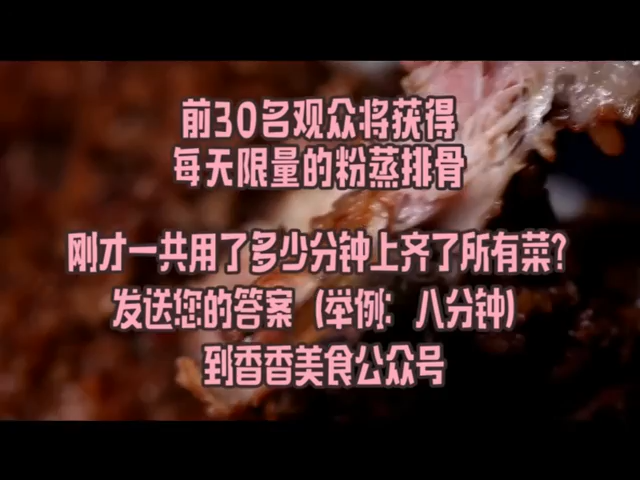 前30名观众将获得
每天限量的粉蒸排骨
刚才一共用了多少分钟上齐了所有菜?
发送您的答案 (举例: 八分钟)
到香香美食公众号